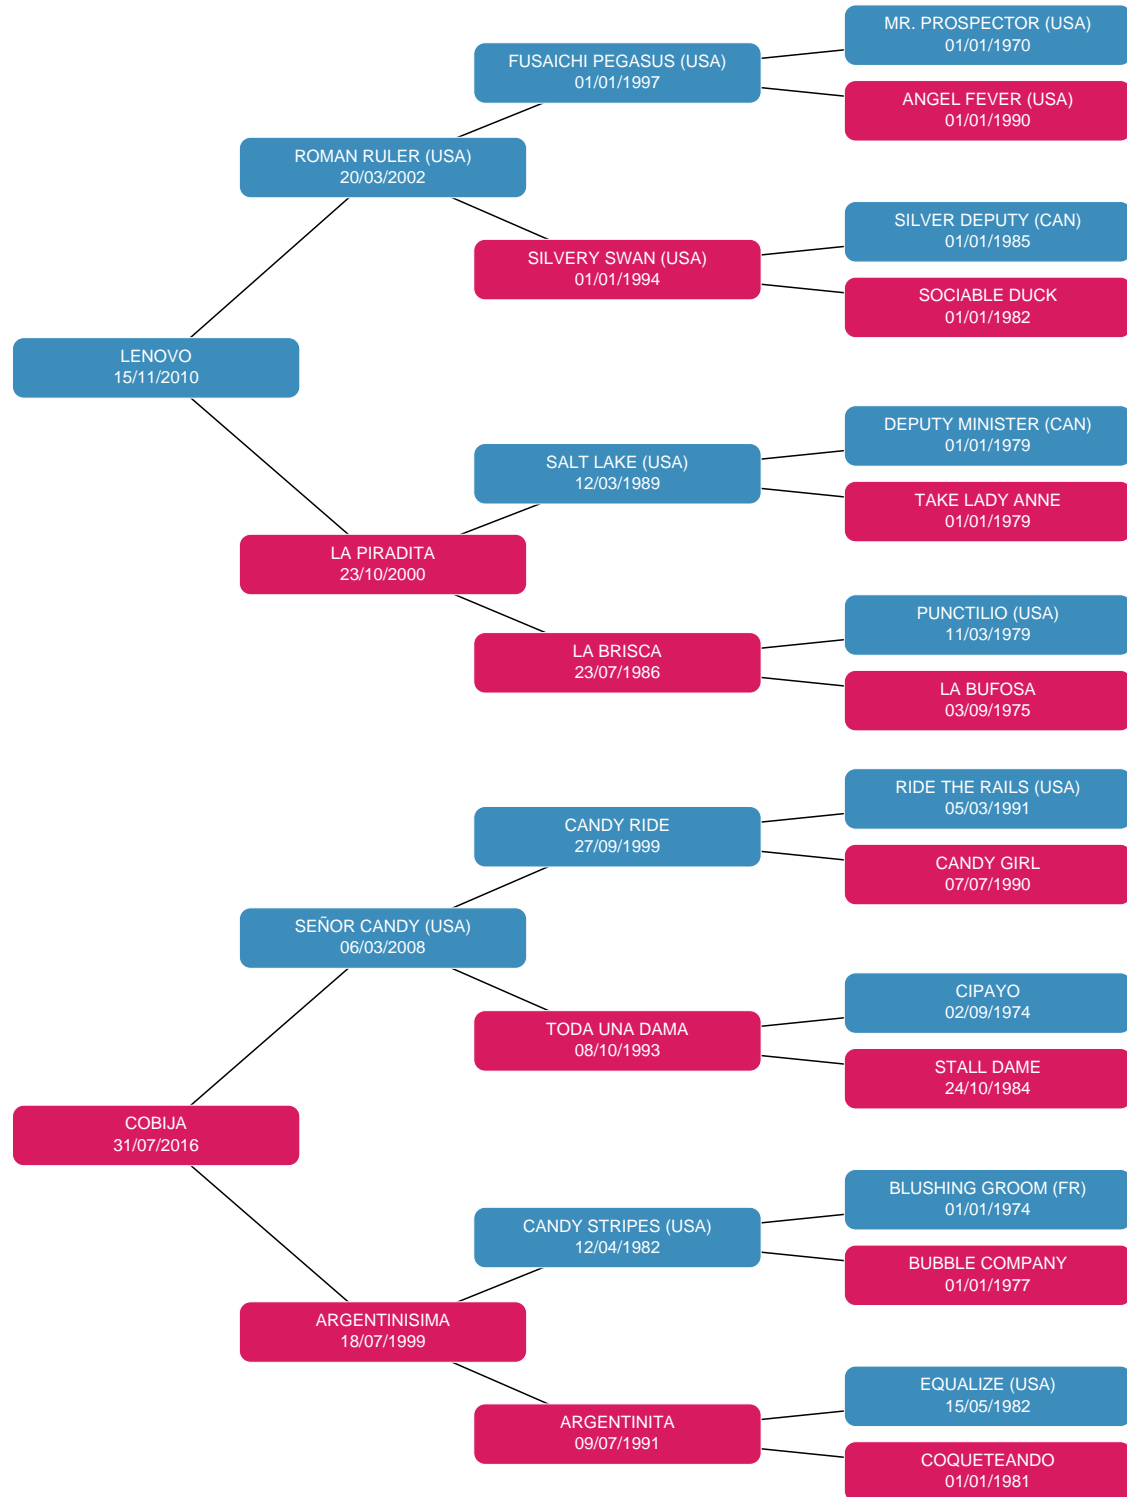 MR. PROSPECTOR (USA)
01/01/1970
FUSAICHI PEGASUS (USA)
01/01/1997
ANGEL FEVER (USA)
01/01/1990
ROMAN RULER (USA)
20/03/2002
SILVER DEPUTY (CAN)
01/01/1985
SILVERY SWAN (USA)
01/01/1994
SOCIABLE DUCK
01/01/1982
LENOVO
15/11/2010
DEPUTY MINISTER (CAN)
01/01/1979
SALT LAKE (USA)
12/03/1989
TAKE LADY ANNE
01/01/1979
LA PIRADITA
23/10/2000
PUNCTILIO (USA)
11/03/1979
LA BRISCA
23/07/1986
LA BUFOSA
03/09/1975
RIDE THE RAILS (USA)
05/03/1991
CANDY RIDE
27/09/1999
CANDY GIRL
07/07/1990
SEÑOR CANDY (USA)
06/03/2008
CIPAYO
02/09/1974
TODA UNA DAMA
08/10/1993
STALL DAME
24/10/1984
COBIJA
31/07/2016
BLUSHING GROOM (FR)
01/01/1974
CANDY STRIPES (USA)
12/04/1982
BUBBLE COMPANY
01/01/1977
ARGENTINISIMA
18/07/1999
EQUALIZE (USA)
15/05/1982
ARGENTINITA
09/07/1991
COQUETEANDO
01/01/1981